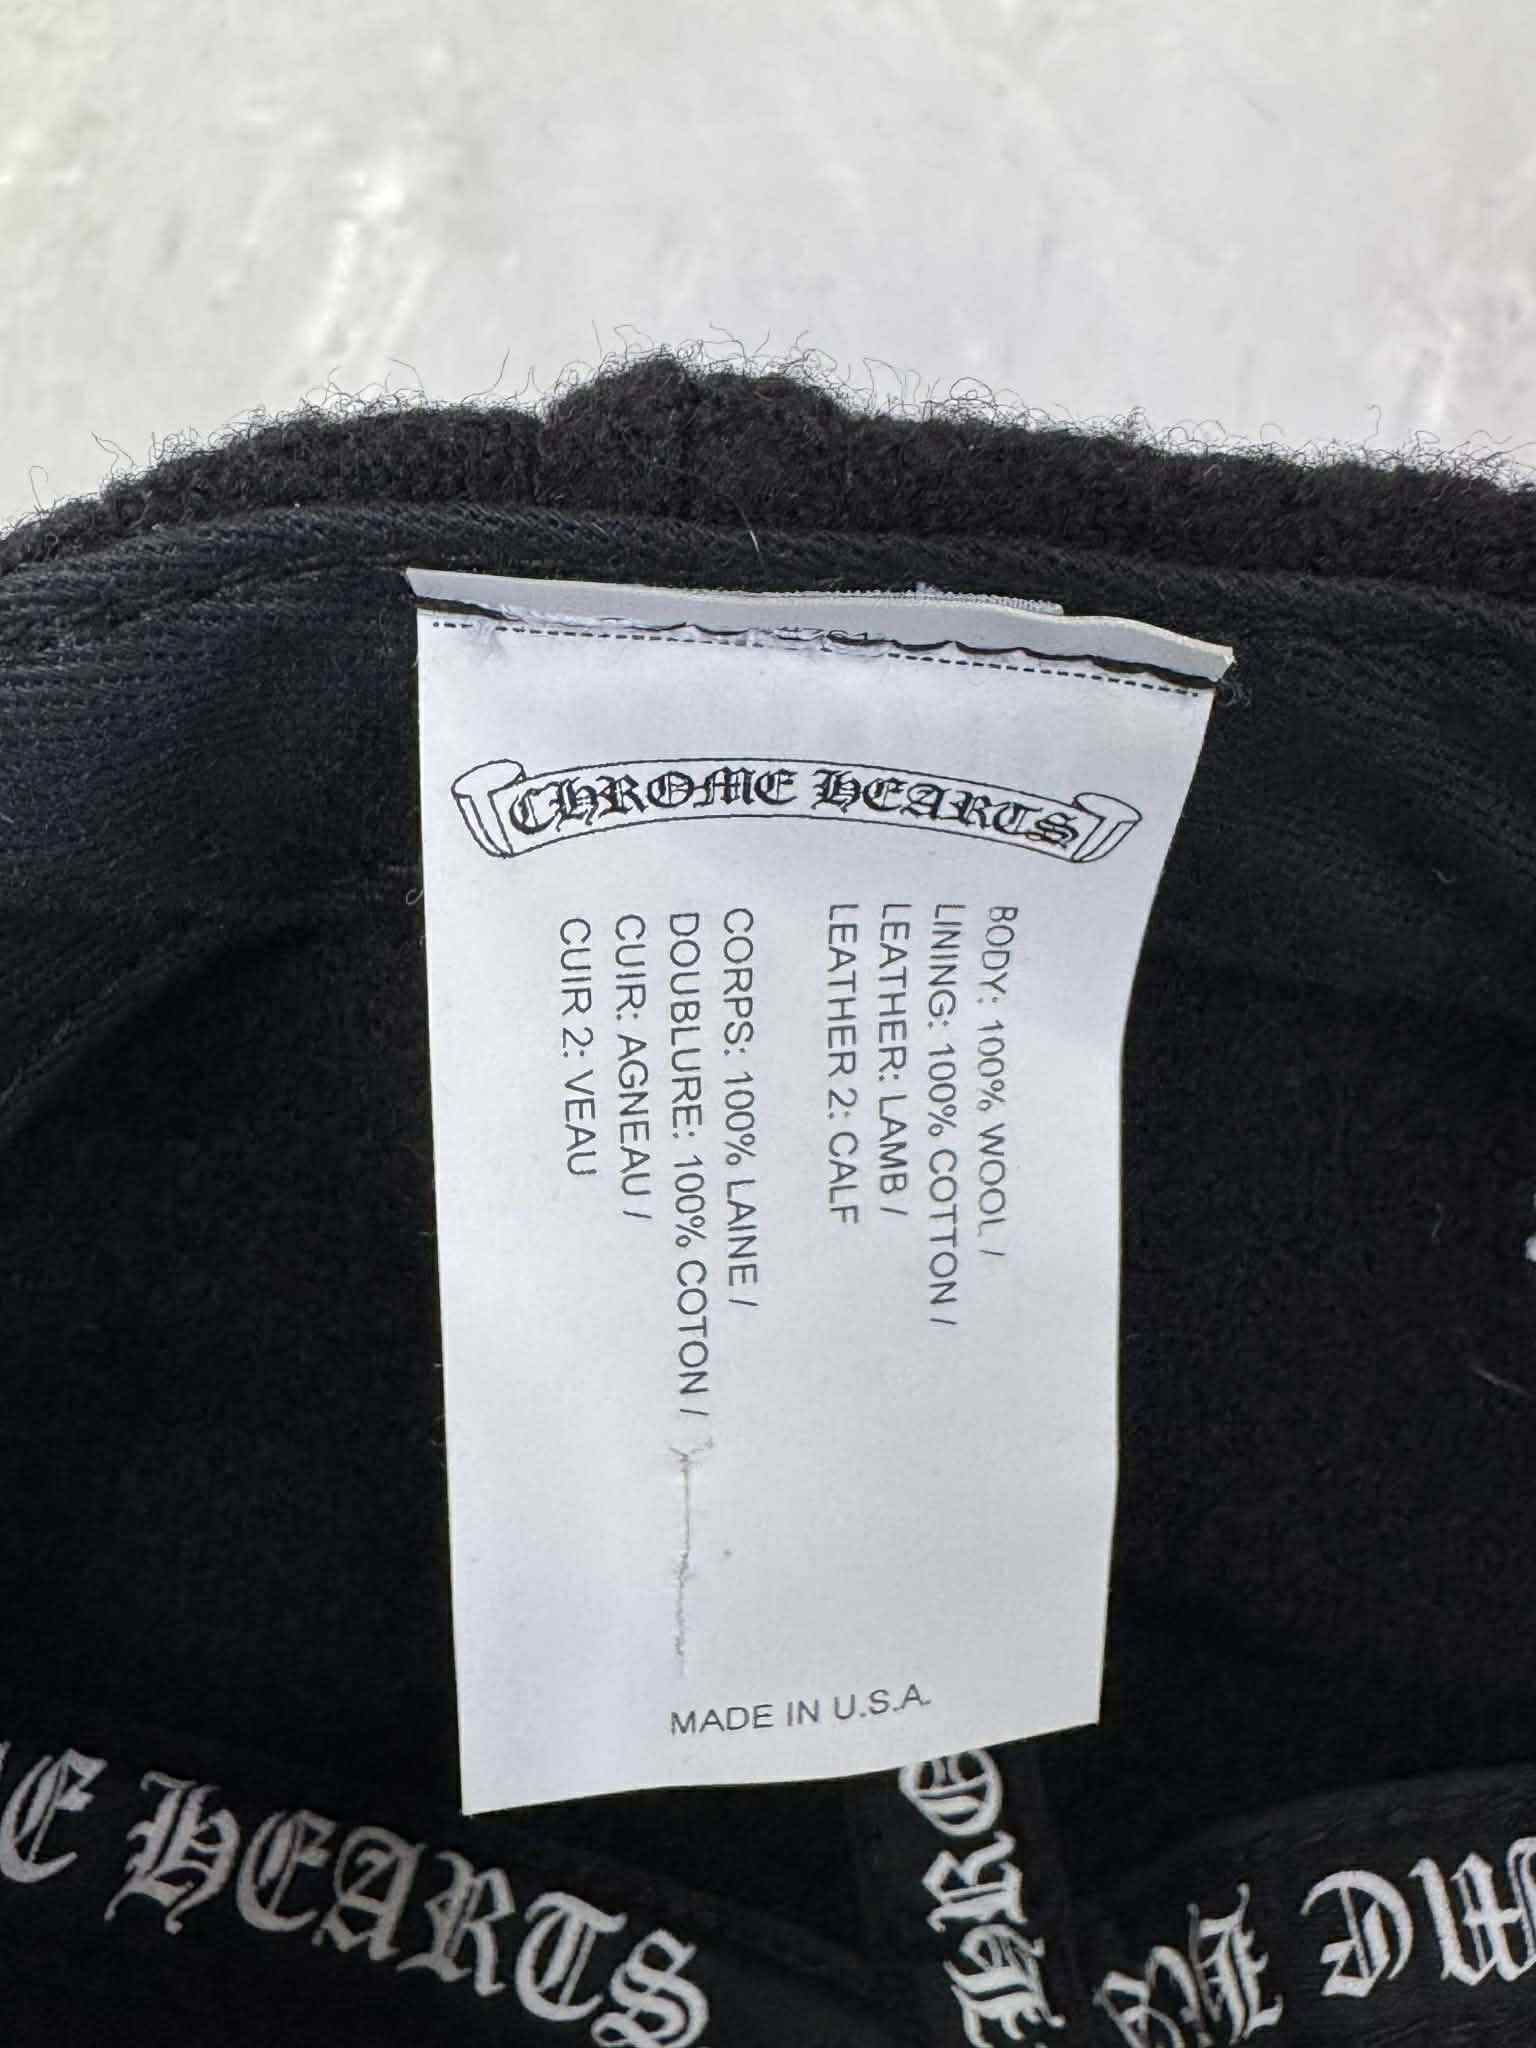 CHROME HEARTS
BODY: 100% WOOL /
LINING: 100% COTTON /
LEATHER: LAMB /
LEATHER 2: CALF
CORPS: 100% LAINE /
DOUBLURE: 100% COTON /
CUIR: AGNEAU /
CUIR 2: VEAU
MADE IN U.S.A.
HEARTS